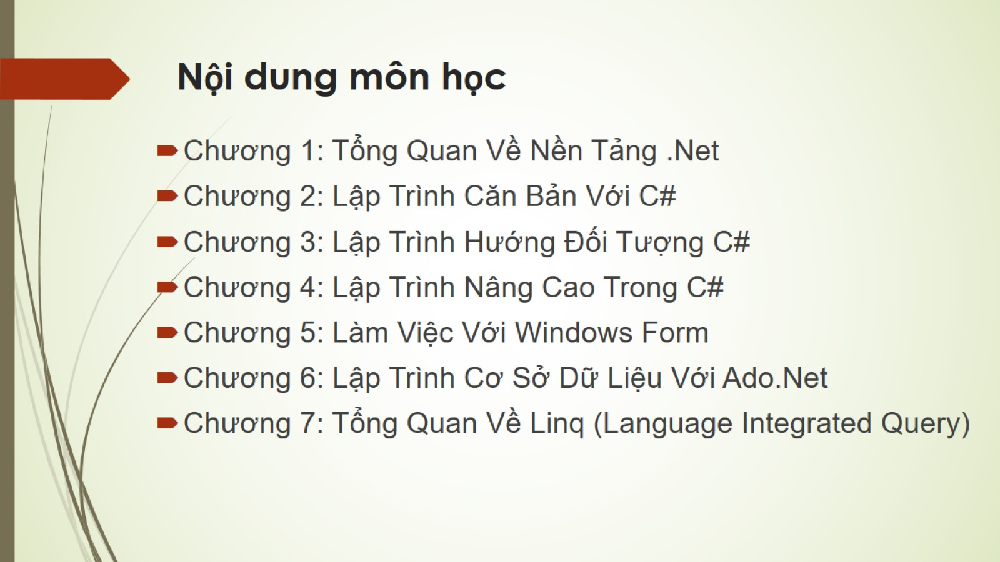 Nội dung môn học
Chương 1: Tổng Quan Về Nền Tảng .Net
Chương 2: Lập Trình Căn Bản Với C#
Chương 3: Lập Trình Hướng Đối Tượng C#
Chương 4: Lập Trình Nâng Cao Trong C#
Chương 5: Làm Việc Với Windows Form
Chương 6: Lập Trình Cơ Sở Dữ Liệu Với Ado.Net
Chương 7: Tổng Quan Về Linq (Language Integrated Query)